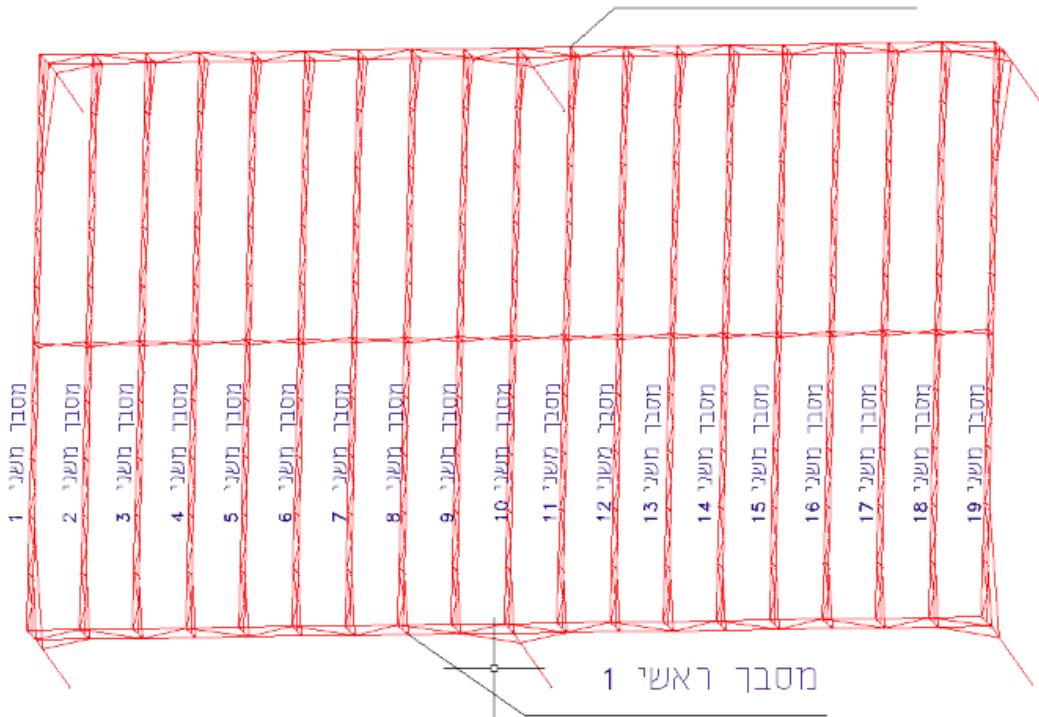 מסבך משני 1
מסבך משני 2
מסבך משני 3
מסבך משני 4
מסבך משני 5
מסבך משני 6
מסבך משני 7
מסבך משני 8
מסבך משני 9
מסבך משני 10
מסבך משני 11
מסבך משני 12
מסבך משני 13
מסבך משני 14
מסבך משני 15
מסבך משני 16
מסבך משני 17
מסבך משני 18
מסבך משני 19
מסבך ראשי 1